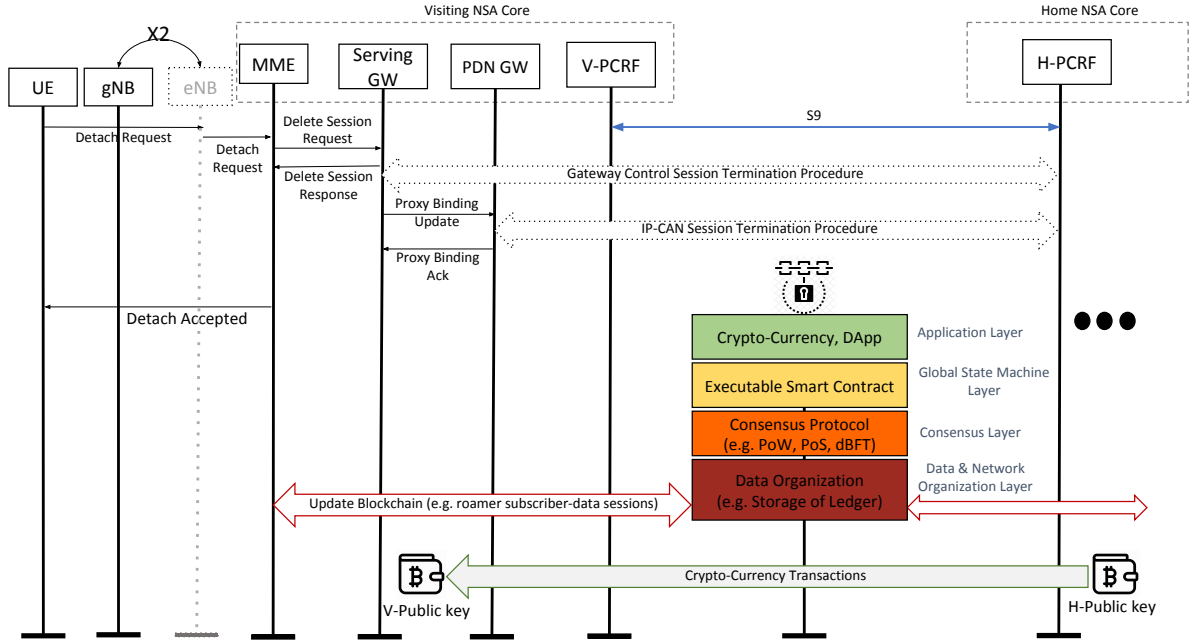 Visiting NSA Core
Home NSA Core
X2
UE
gNB
eNB
MME
Serving
GW
PDN GW
V-PCRF
H-PCRF
Detach Request
Detach
Request
Delete Session
Request
S9
Delete Session
Response
Gateway Control Session Termination Procedure
Proxy Binding
Update
IP-CAN Session Termination Procedure
Proxy Binding
Ack
Detach Accepted
Crypto-Currency, DApp
Application Layer
Executable Smart Contract
Global State Machine
Layer
Consensus Protocol
(e.g. PoW, PoS, dBFT)
Consensus Layer
Data Organization
(e.g. Storage of Ledger)
Data & Network
Organization Layer
Update Blockchain (e.g. roamer subscriber-data sessions)
Crypto-Currency Transactions
V-Public key
H-Public key